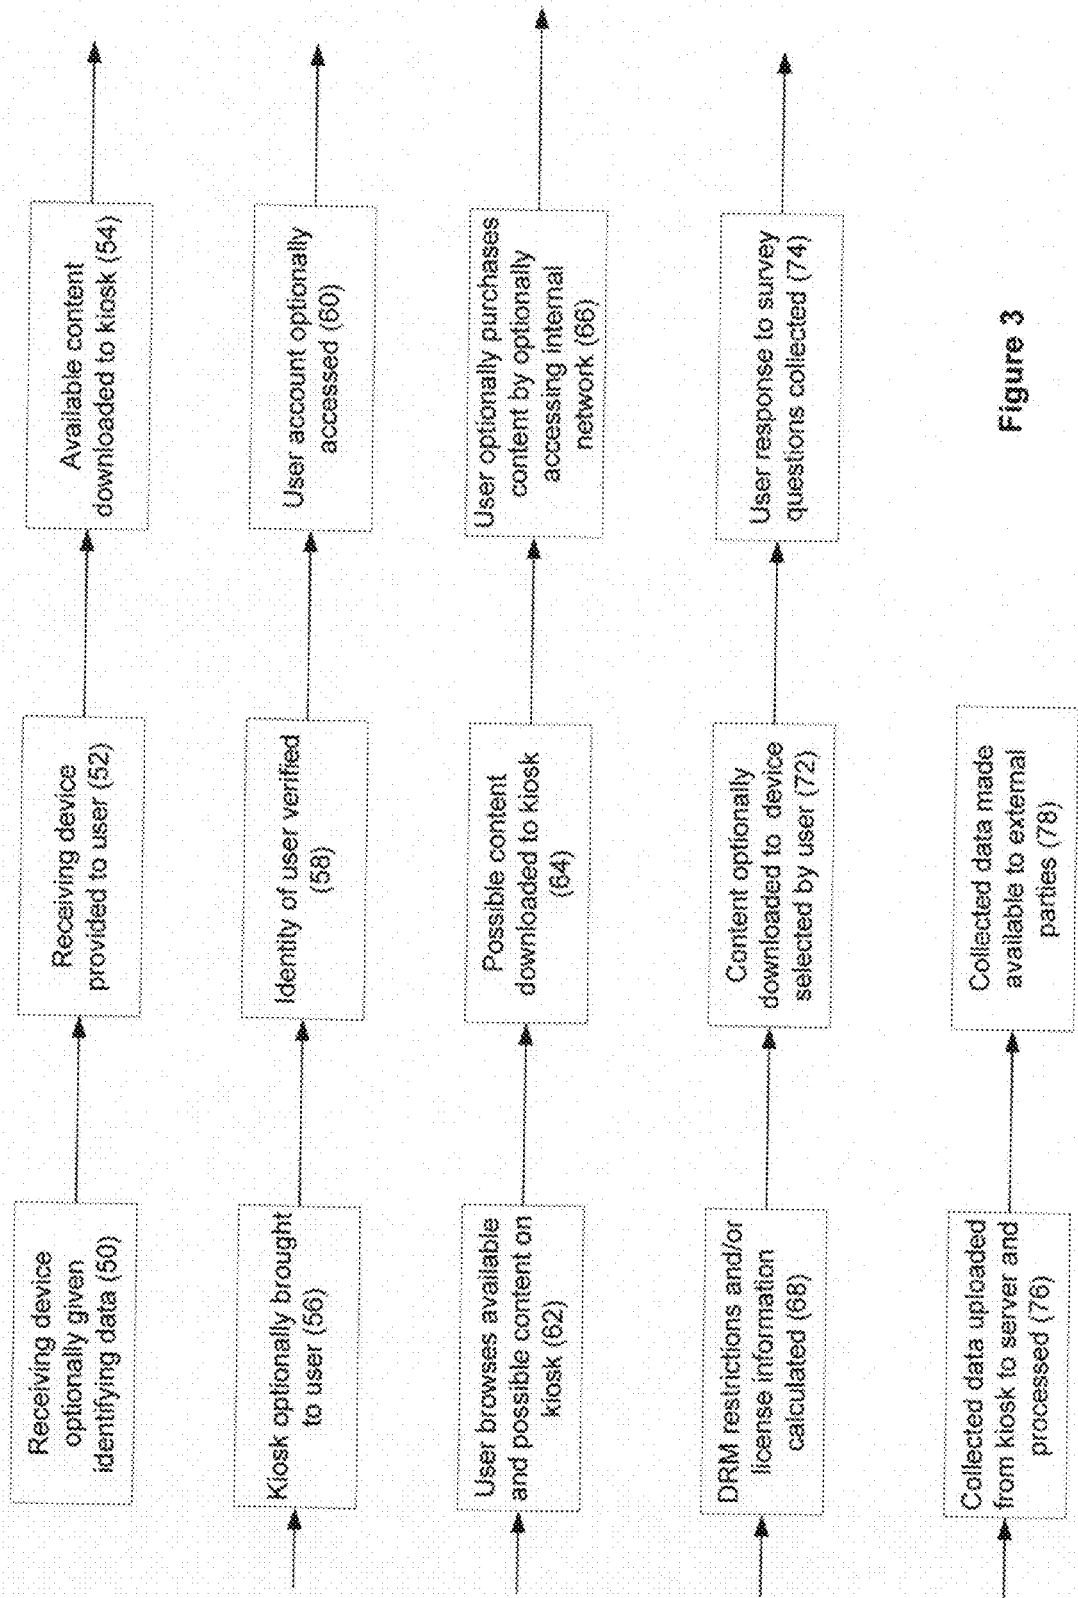 Receiving device
optionally given
identifying data (50)
Receiving device
provided to user (52)
Available content
downloaded to kiosk (54)
Kiosk optionally brought
to user (56)
Identity of user verified
(58)
User account optionally
accessed (60)
User browses available
and possible content on
kiosk (62)
Possible content
downloaded to kiosk
(64)
User optionally purchases
content by optionally
accessing internal
network (66)
DRM restrictions and/or
license information
calculated (68)
Content optionally
downloaded to device
selected by user (72)
User response to survey
questions collected (74)
Collected data uploaded
from kiosk to server and
processed (76)
Collected data made
available to external
parties (78)
Figure 3